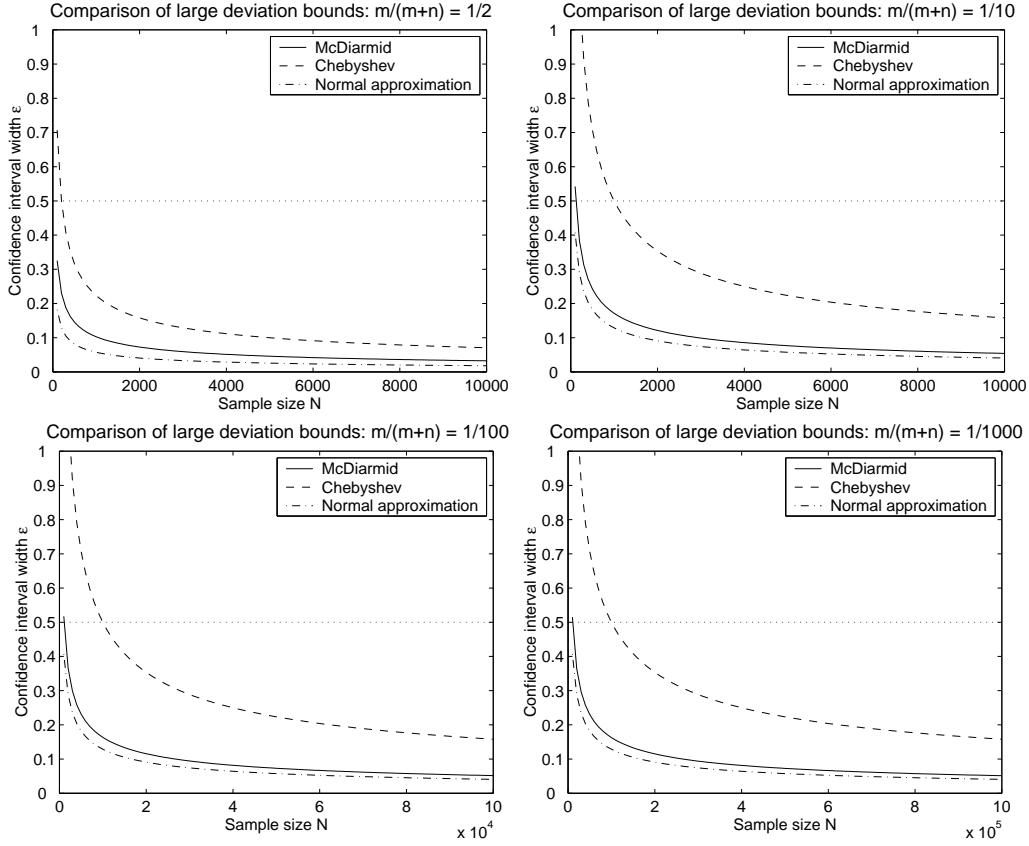 Comparison of large deviation bounds: m/(m+n) = 1/2
McDiarmid
Chebyshev
Normal approximation
Confidence interval width ε
1
0.9
0.8
0.7
0.6
0.5
0.4
0.3
0.2
0.1
0
0 2000 4000 6000 8000 10000
Sample size N
Comparison of large deviation bounds: m/(m+n) = 1/10
McDiarmid
Chebyshev
Normal approximation
Confidence interval width ε
1
0.9
0.8
0.7
0.6
0.5
0.4
0.3
0.2
0.1
0
0 2000 4000 6000 8000 10000
Sample size N
Comparison of large deviation bounds: m/(m+n) = 1/100
McDiarmid
Chebyshev
Normal approximation
Confidence interval width ε
1
0.9
0.8
0.7
0.6
0.5
0.4
0.3
0.2
0.1
0
0 2 4 6 8 10
Sample size N
x 10^4
Comparison of large deviation bounds: m/(m+n) = 1/1000
McDiarmid
Chebyshev
Normal approximation
Confidence interval width ε
1
0.9
0.8
0.7
0.6
0.5
0.4
0.3
0.2
0.1
0
0 2 4 6 8 10
Sample size N
x 10^5